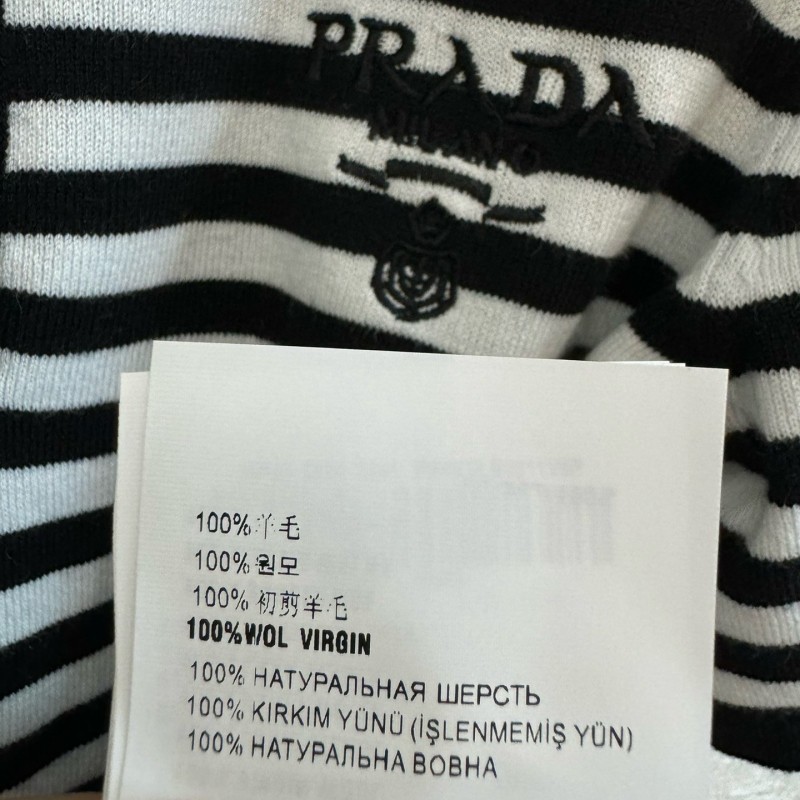 PRADA
MILANO
100%羊毛
100%원모
100%初剪羊毛
100%WOL VIRGIN
100% НАТУРАЛЬНАЯ ШЕРСТЬ
100% KIRKIM YÜNÜ (İŞLENMEMİŞ YÜN)
100% НАТУРАЛЬНА ВОВНА